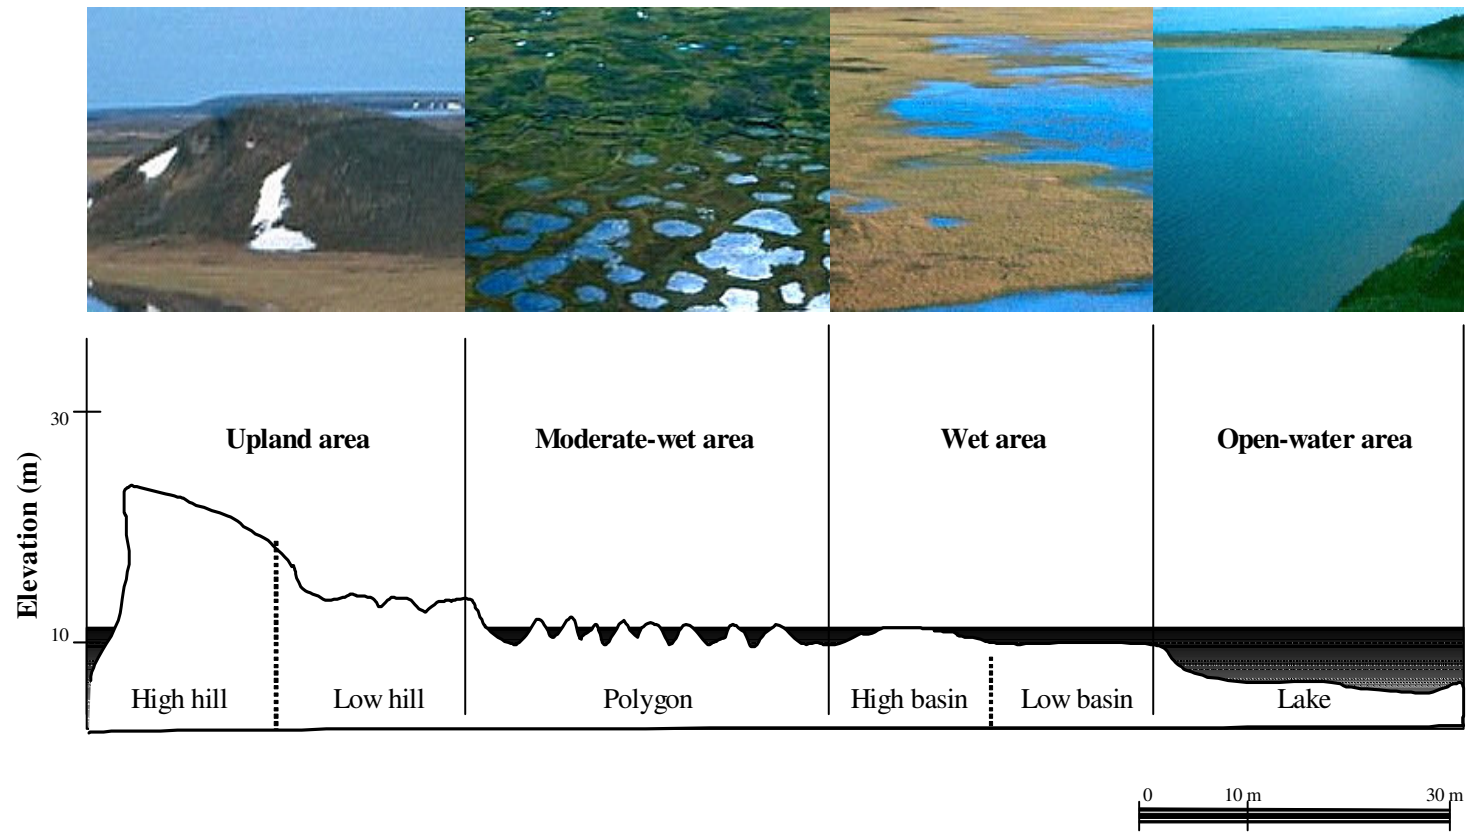 30
Upland area
Moderate-wet area
Wet area
Open-water area
Elevation (m)
10
High hill
Low hill
Polygon
High basin
Low basin
Lake
0
10 m
30 m